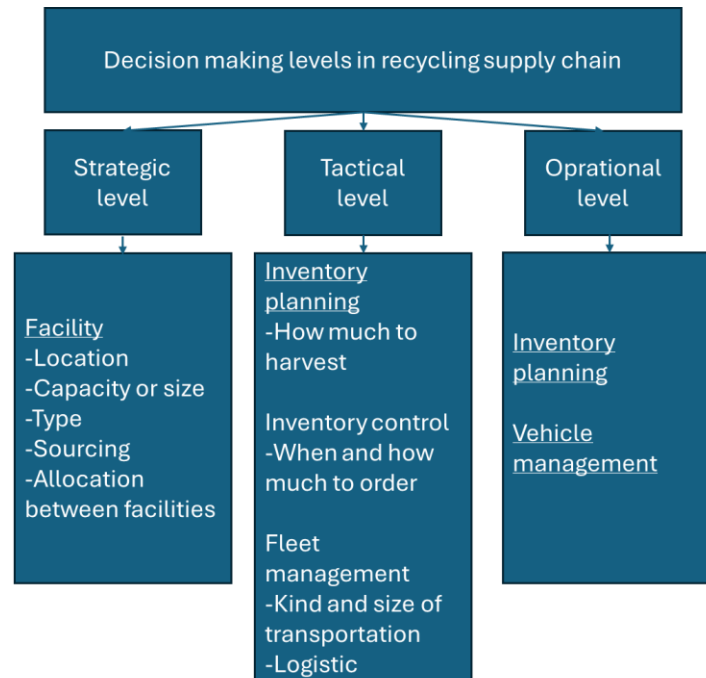 Decision making levels in recycling supply chain
Strategic
level
Tactical
level
Oprational
level
Facility
-Location
-Capacity or size
-Type
-Sourcing
-Allocation
between facilities
Inventory
planning
-How much to
harvest
Inventory control
-When and how
much to order
Fleet
management
-Kind and size of
transportation
-Logistic
Inventory
planning
Vehicle
management